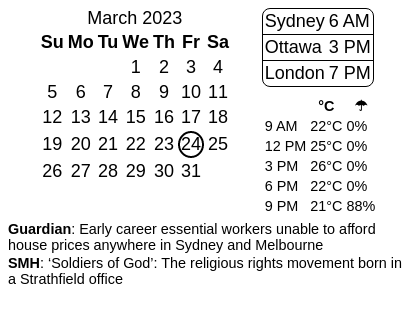 March 2023
Su Mo Tu We Th Fr Sa
1 2 3 4
5 6 7 8 9 10 11
12 13 14 15 16 17 18
19 20 21 22 23 24 25
26 27 28 29 30 31
Sydney 6 AM
Ottawa 3 PM
London 7 PM
°C ☂
9 AM 22°C 0%
12 PM 25°C 0%
3 PM 26°C 0%
6 PM 22°C 0%
9 PM 21°C 88%
Guardian: Early career essential workers unable to afford
house prices anywhere in Sydney and Melbourne
SMH: ‘Soldiers of God’: The religious rights movement born in
a Strathfield office